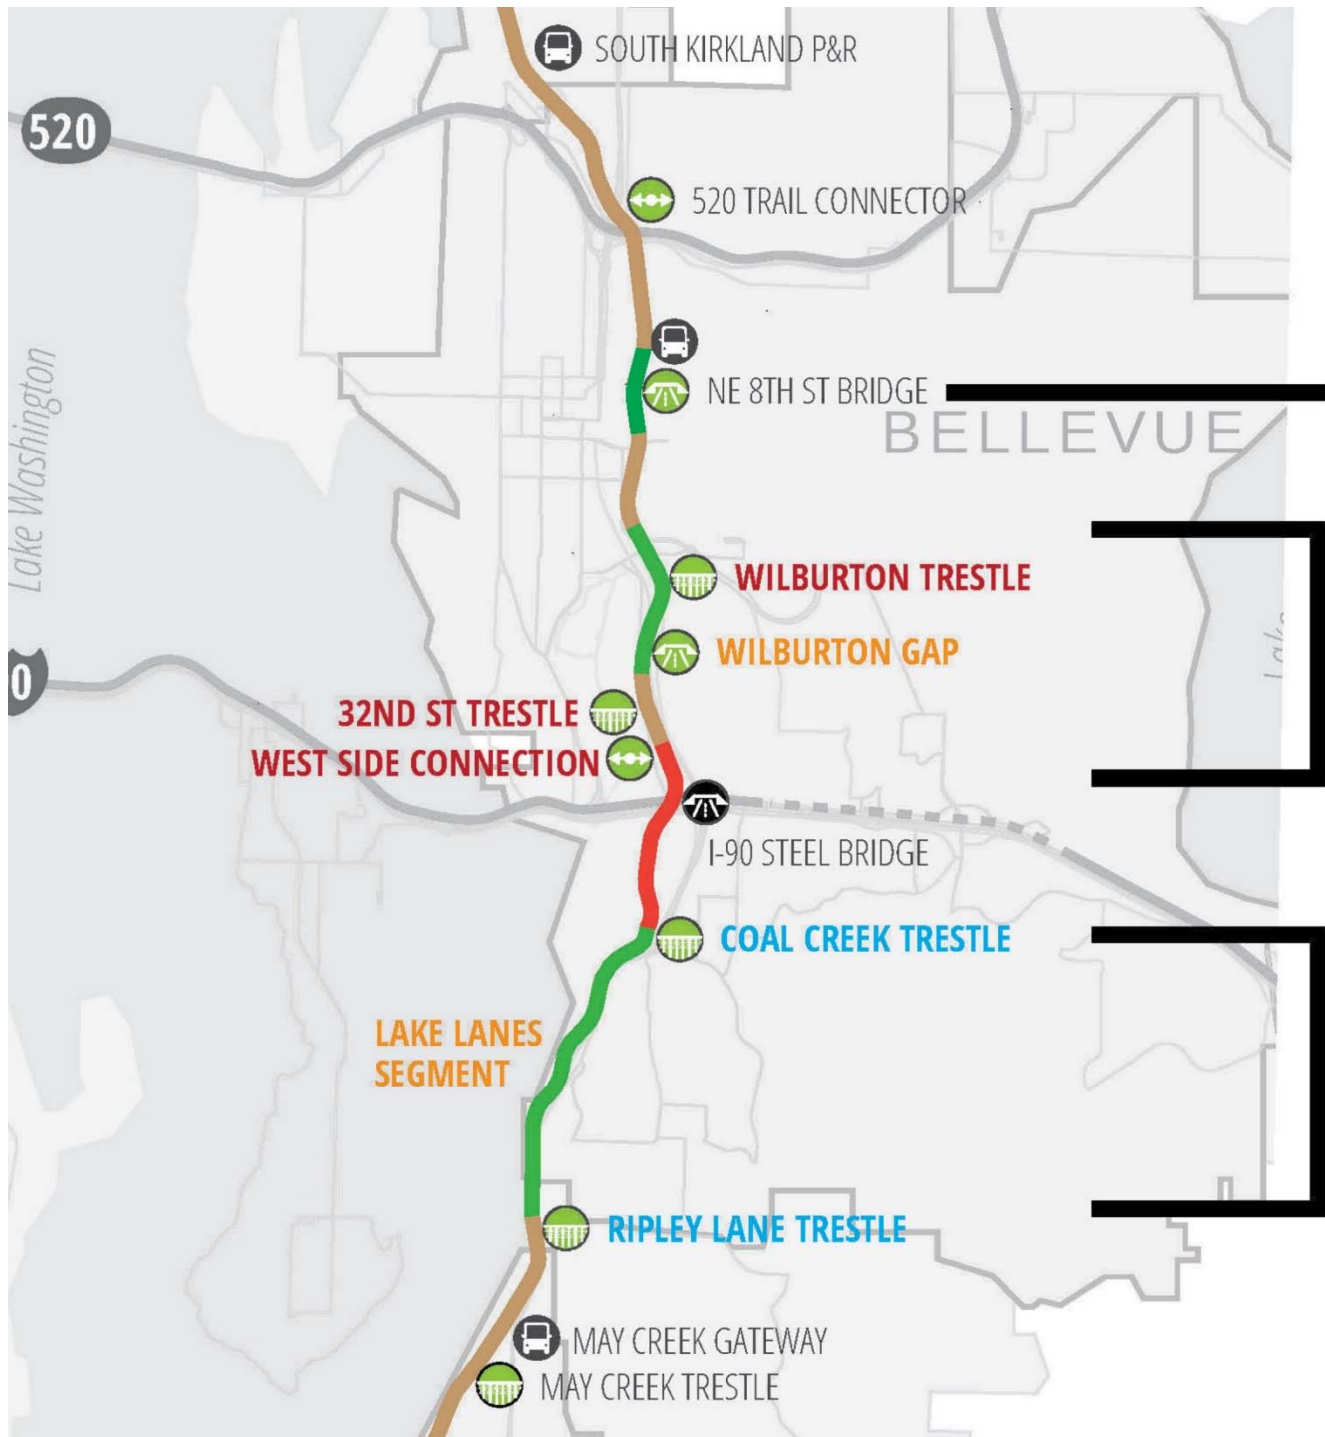 SOUTH KIRKLAND P&R
520
520 TRAIL CONNECTOR
NE 8TH ST BRIDGE
BELLEVUE
Lake Washington
WILBURTON TRESTLE
WILBURTON GAP
Lake
0
32ND ST TRESTLE
WEST SIDE CONNECTION
I-90 STEEL BRIDGE
COAL CREEK TRESTLE
LAKE LANES
SEGMENT
RIPLEY LANE TRESTLE
MAY CREEK GATEWAY
MAY CREEK TRESTLE